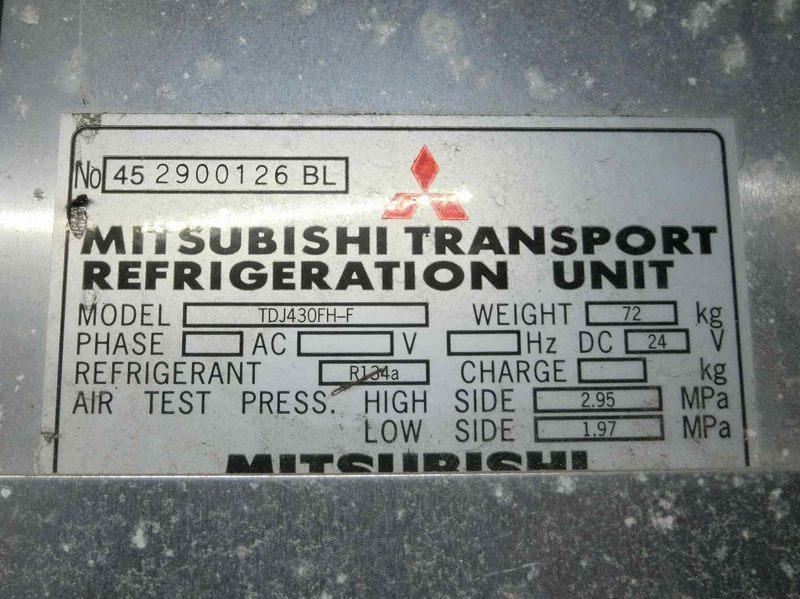 No 45 2900126 BL
MITSUBISHI TRANSPORT
REFRIGERATION UNIT
MODEL TDJ430FH-F WEIGHT 72 kg
PHASE AC V Hz DC 24 V
REFRIGERANT R134a CHARGE kg
AIR TEST PRESS. HIGH SIDE 2.95 MPa
LOW SIDE 1.97 MPa
MITSUBISHI